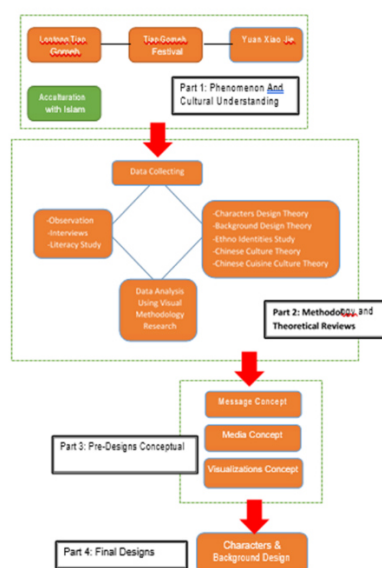 Lontong Tiao
Gomeh
Tiao Gomeh
Festival
Yuan Xiao Jie
Acculturation
with Islam
Part 1: Phenomenon And
Cultural Understanding
Data Collecting
-Observation
-Interviews
-Literacy Study
-Characters Design Theory
-Background Design Theory
-Ethno Identities Study
-Chinese Culture Theory
-Chinese Cuisine Culture Theory
Data Analysis
Using Visual
Methodology
Research
Part 2: Methodology and
Theoretical Reviews
Message Concept
Media Concept
Visualizations Concept
Part 3: Pre-Designs Conceptual
Characters &
Background Design
Part 4: Final Designs